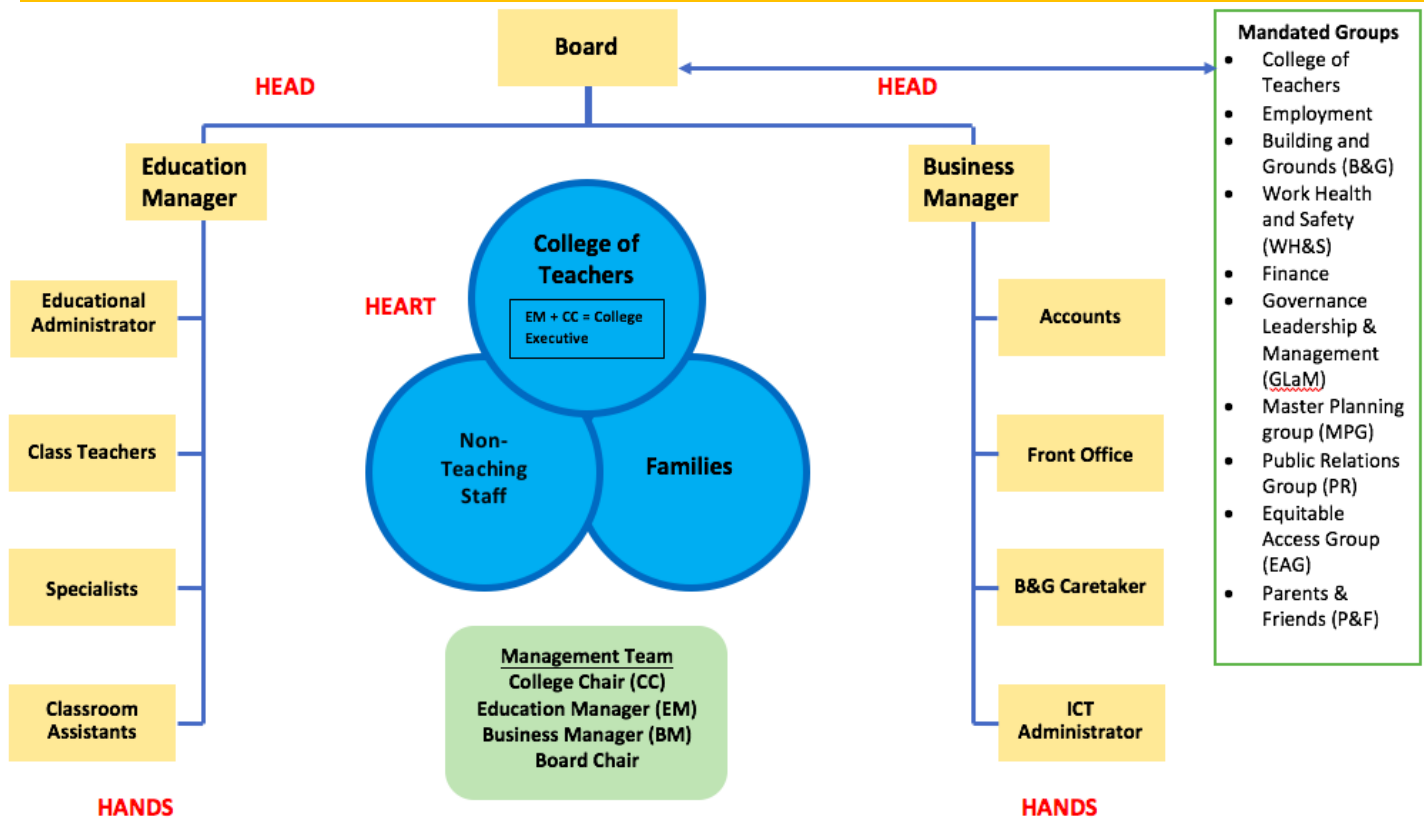 Board
HEAD
HEAD
Education
Manager
Business
Manager
Educational
Administrator
Class Teachers
Specialists
Classroom
Assistants
HANDS
HEART
College of
Teachers
EM + CC = College
Executive
Non-
Teaching
Staff
Families
Management Team
College Chair (CC)
Education Manager (EM)
Business Manager (BM)
Board Chair
Accounts
Front Office
B&G Caretaker
ICT
Administrator
HANDS
Mandated Groups
• College of
Teachers
• Employment
• Building and
Grounds (B&G)
• Work Health
and Safety
(WH&S)
• Finance
• Governance
Leadership &
Management
(GLaM)
• Master Planning
group (MPG)
• Public Relations
Group (PR)
• Equitable
Access Group
(EAG)
• Parents &
Friends (P&F)